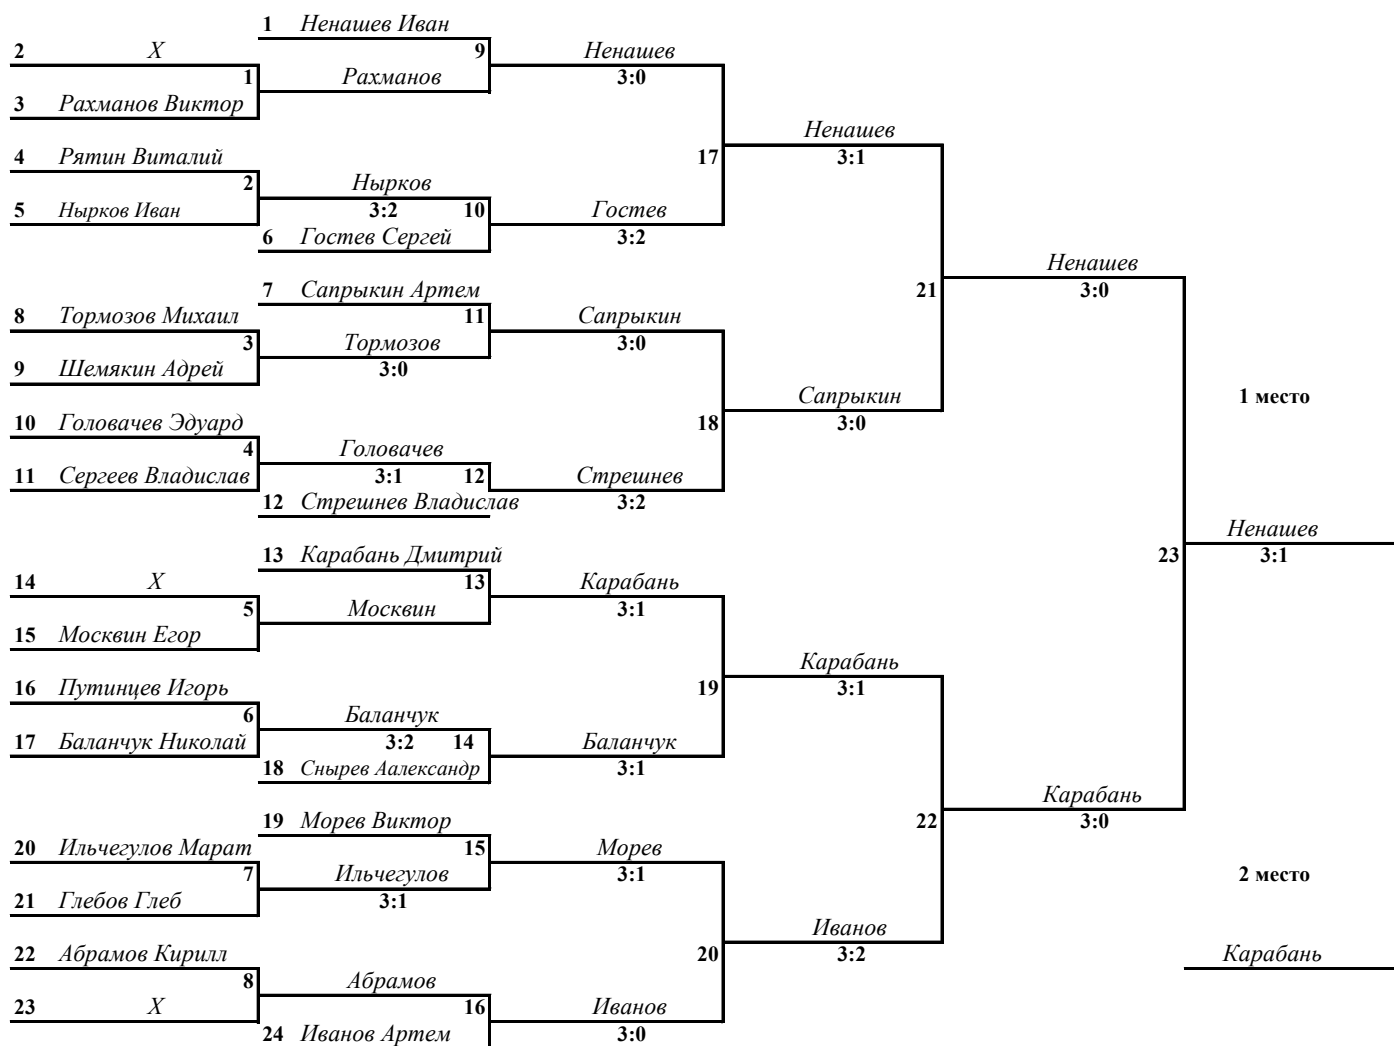 1 Ненашев Иван
2 X 9 Ненашев
1 Рахманов 3:0
3 Рахманов Виктор
Ненашев
4 Рятин Виталий 17 3:1
2 Нырков
5 Нырков Иван 3:2 10 Гостев
6 Гостев Сергей 3:2
Ненашев
7 Сапрыкин Артем 21 3:0
8 Тормозов Михаил 11 Сапрыкин
3 Тормозов 3:0
9 Шемякин Адрей 3:0
Сапрыкин 1 место
10 Головачев Эдуард 18 3:0
4 Головачев
11 Сергеев Владислав 3:1 12 Стрешнев
12 Стрешнев Владислав 3:2
Ненашев
13 Карабань Дмитрий 23 3:1
14 X 13 Карабань
5 Москвин 3:1
15 Москвин Егор
Карабань
16 Путинцев Игорь 19 3:1
6 Баланчук
17 Баланчук Николай 3:2 14 Баланчук
18 Снырев Аалександр 3:1
Карабань
19 Морев Виктор 22 3:0
20 Ильчегулов Марат 15 Морев
7 Ильчегулов 3:1 2 место
21 Глебов Глеб 3:1
Иванов
22 Абрамов Кирилл 20 3:2 Карабань
8 Абрамов
23 X 16 Иванов
24 Иванов Артем 3:0